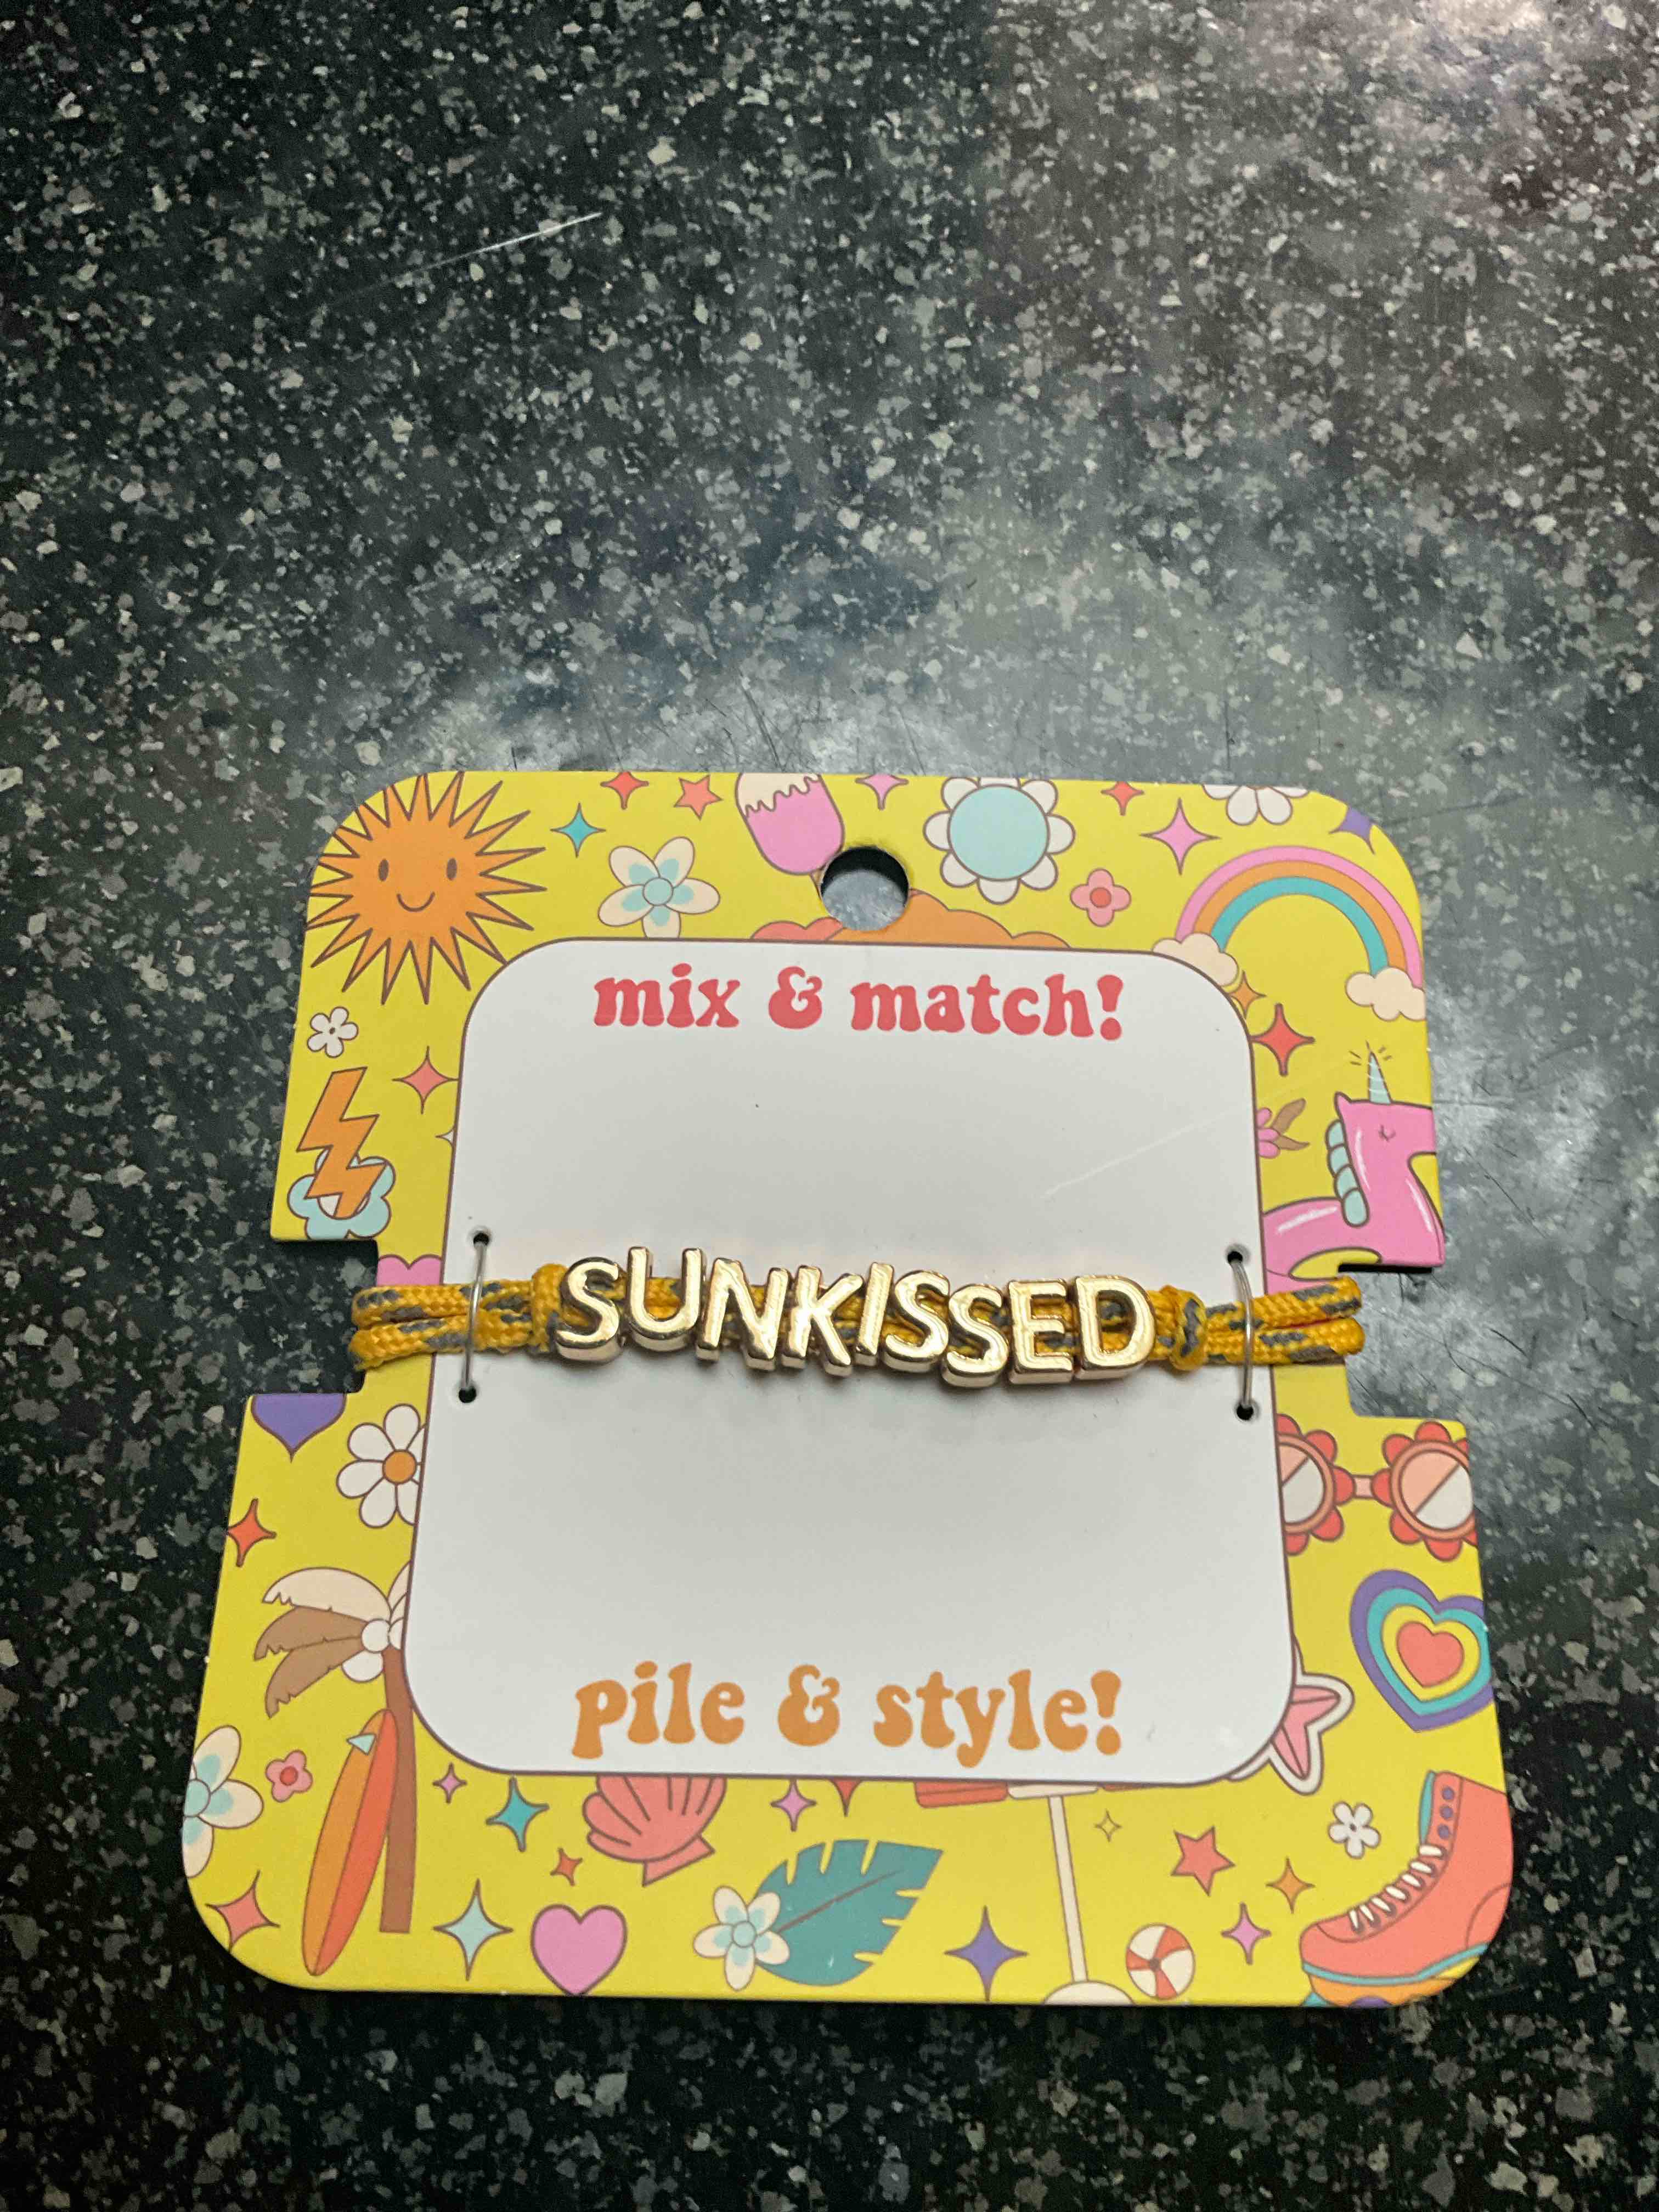 mix & match!
SUNKISSED
pile & style!